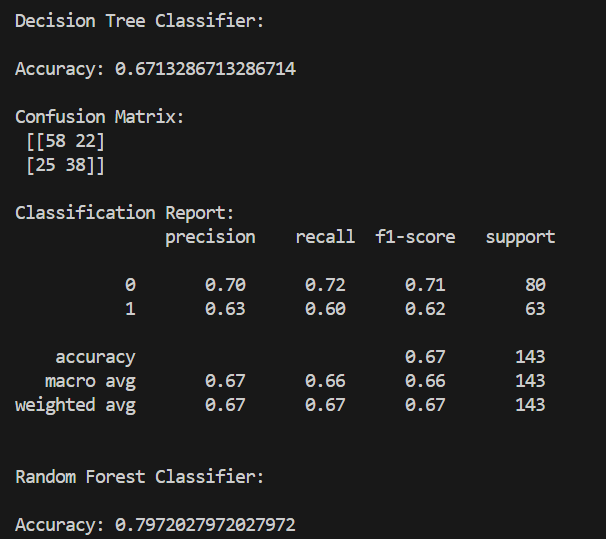 Decision Tree Classifier:
Accuracy: 0.6713286713286714
Confusion Matrix:
[[58 22]
[25 38]]
Classification Report:
precision recall f1-score support
0 0.70 0.72 0.71 80
1 0.63 0.60 0.62 63
accuracy 0.67 143
macro avg 0.67 0.66 0.66 143
weighted avg 0.67 0.67 0.67 143
Random Forest Classifier:
Accuracy: 0.7972027972027972